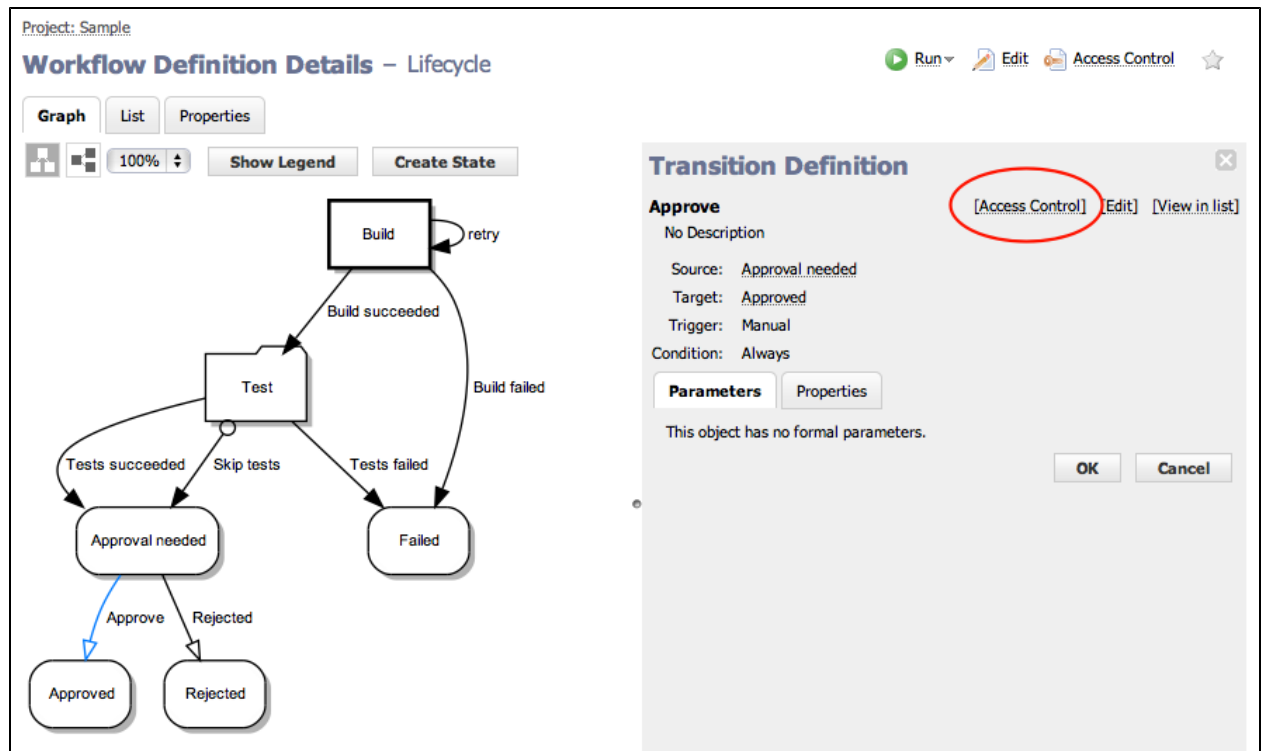 Project: Sample
Workflow Definition Details – Lifecycle
Run Edit Access Control
Graph List Properties
100% Show Legend Create State
Build
retry
Build succeeded
Test
Build failed
Tests succeeded Skip tests Tests failed
Approval needed
Failed
Approve Rejected
Approved Rejected
Transition Definition
Approve [Access Control] [Edit] [View in list]
No Description
Source: Approval needed
Target: Approved
Trigger: Manual
Condition: Always
Parameters Properties
This object has no formal parameters.
OK Cancel